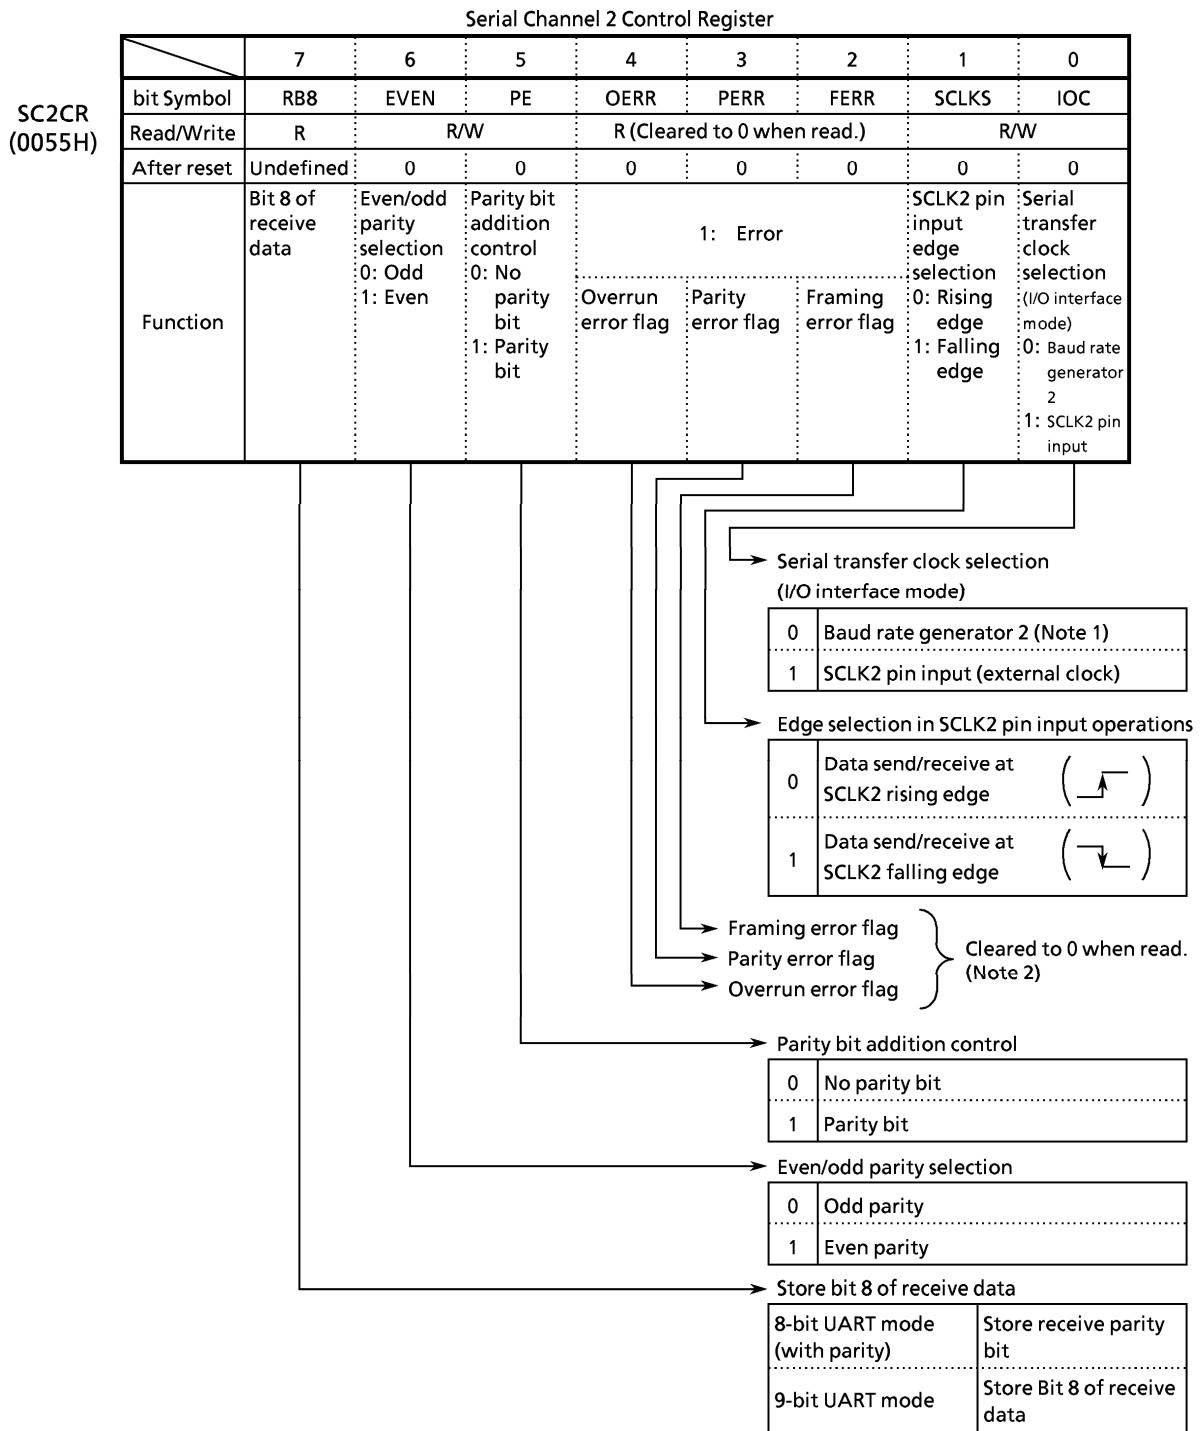 Serial Channel 2 Control Register
SC2CR
(0055H)
7 6 5 4 3 2 1 0
bit Symbol RB8 EVEN PE OERR PERR FERR SCLKS IOC
Read/Write R R/W R (Cleared to 0 when read.) R/W
After reset Undefined 0 0 0 0 0 0 0
Function
Bit 8 of
receive
data
Even/odd
parity
selection
0: Odd
1: Even
Parity bit
addition
control
0: No
parity
bit
1: Parity
bit
1: Error
Overrun
error flag
Parity
error flag
Framing
error flag
SCLK2 pin
input
edge
selection
0: Rising
edge
1: Falling
edge
Serial
transfer
clock
selection
(I/O interface
mode)
0: Baud rate
generator
2
1: SCLK2 pin
input
Serial transfer clock selection
(I/O interface mode)
0 Baud rate generator 2 (Note 1)
1 SCLK2 pin input (external clock)
Edge selection in SCLK2 pin input operations
0 Data send/receive at
SCLK2 rising edge
1 Data send/receive at
SCLK2 falling edge
Framing error flag
Parity error flag
Overrun error flag
Cleared to 0 when read.
(Note 2)
Parity bit addition control
0 No parity bit
1 Parity bit
Even/odd parity selection
0 Odd parity
1 Even parity
Store bit 8 of receive data
8-bit UART mode
(with parity)
Store receive parity
bit
9-bit UART mode
Store Bit 8 of receive
data